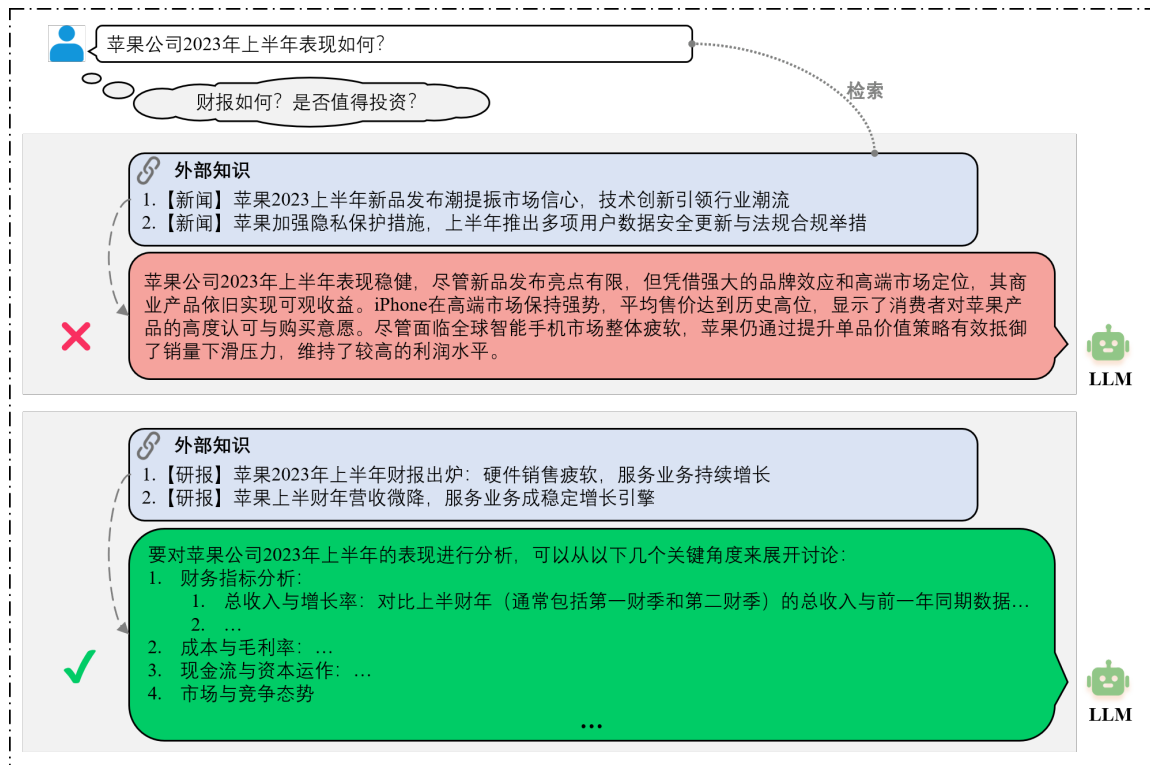 苹果公司2023年上半年表现如何？
财报如何？是否值得投资？
检索
外部知识
1.【新闻】苹果2023上半年新品发布潮提振市场信心，技术创新引领行业潮流
2.【新闻】苹果加强隐私保护措施，上半年推出多项用户数据安全更新与法规合规举措
苹果公司2023年上半年表现稳健，尽管新品发布亮点有限，但凭借强大的品牌效应和高端市场定位，其商
业产品依旧实现可观收益。iPhone在高端市场保持强势，平均售价达到历史高位，显示了消费者对苹果产
品的高度认可与购买意愿。尽管面临全球智能手机市场整体疲软，苹果仍通过提升单品价值策略有效抵御
了销量下滑压力，维持了较高的利润水平。
LLM
外部知识
1.【研报】苹果2023年上半年财报出炉：硬件销售疲软，服务业务持续增长
2.【研报】苹果上半财年营收微降，服务业务成稳定增长引擎
要对苹果公司2023年上半年的表现进行分析，可以从以下几个关键角度来展开讨论：
1. 财务指标分析：
1. 总收入与增长率：对比上半财年（通常包括第一财季和第二财季）的总收入与前一年同期数据…
2. …
2. 成本与毛利率：…
3. 现金流与资本运作：…
4. 市场与竞争态势
…
LLM